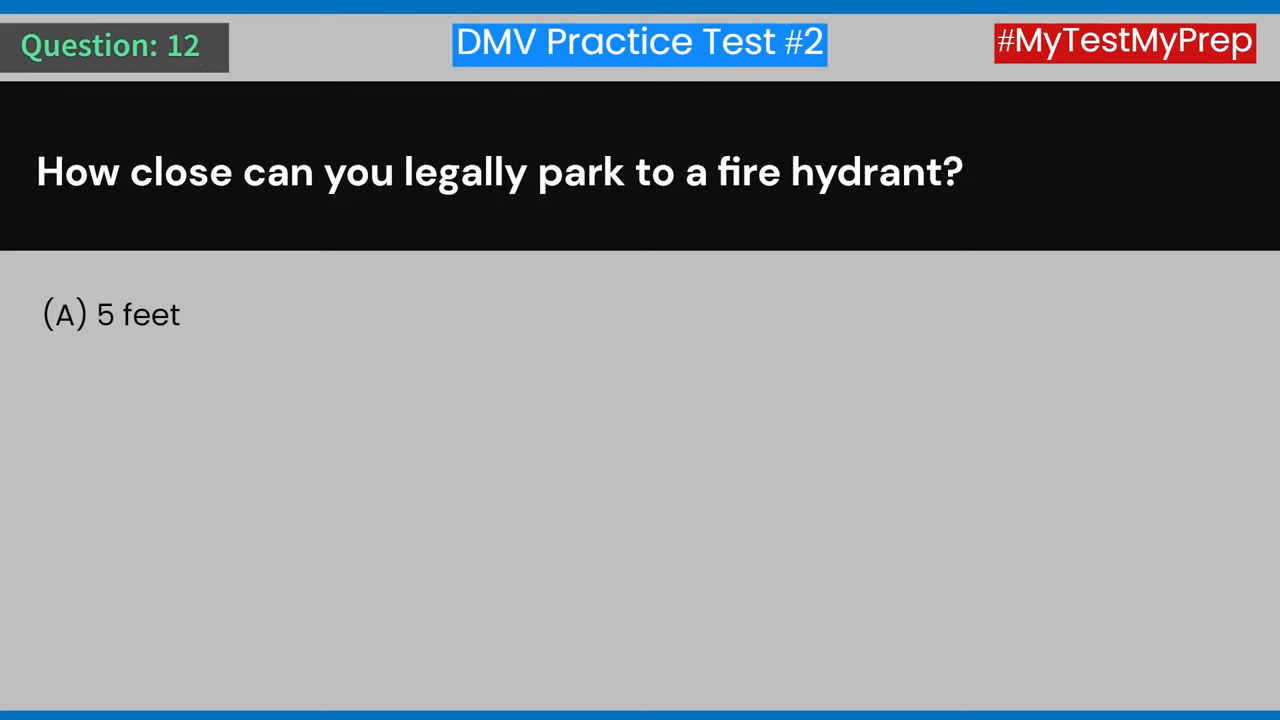 Question: 12
DMV Practice Test #2
#MyTestMyPrep
How close can you legally park to a fire hydrant?
(A) 5 feet